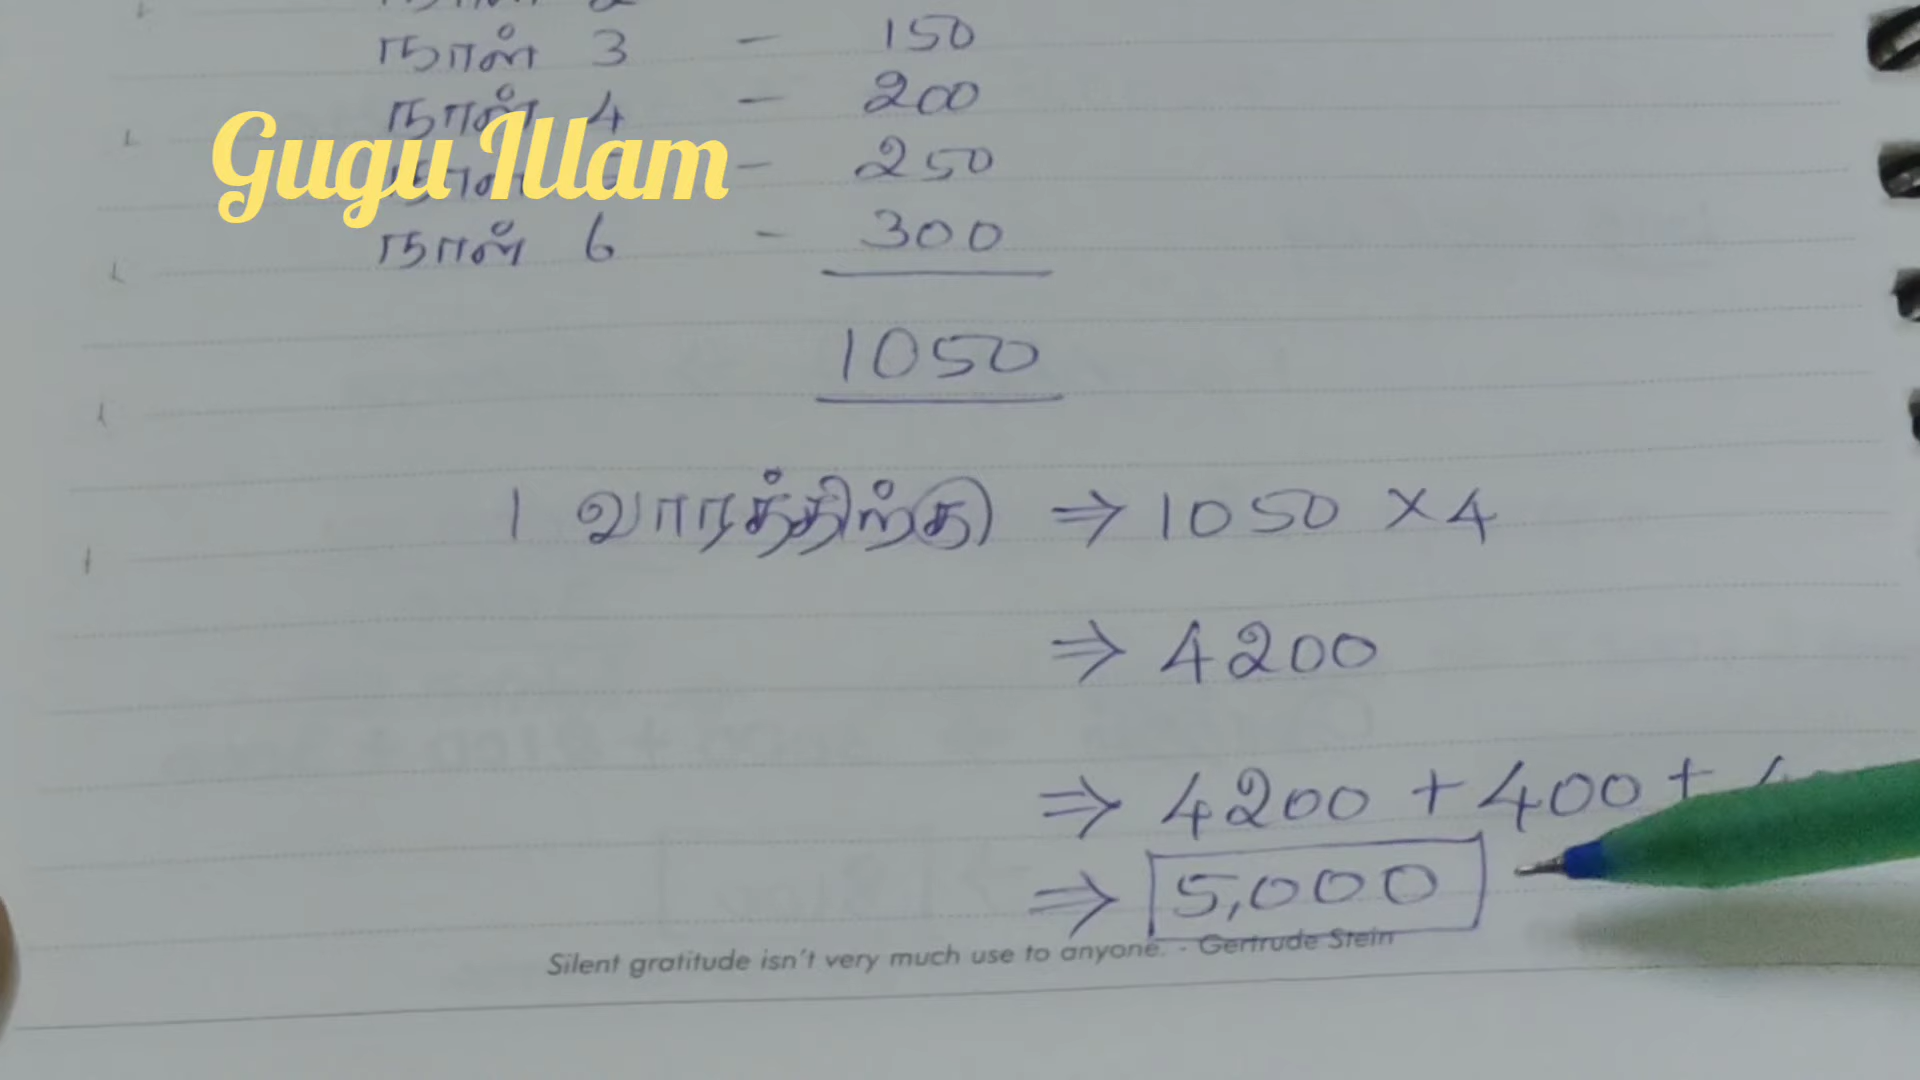 நாள் 3 - 150
நாள் 4 - 200
Gugu Illam
நாள் - 250
நாள் 6 - 300
1050
1 வாரத்திற்கு ⇒ 1050 × 4
⇒ 4200
⇒ 4200 + 400 + 4
⇒ 5,000
Silent gratitude isn't very much use to anyone. - Gertrude Stein